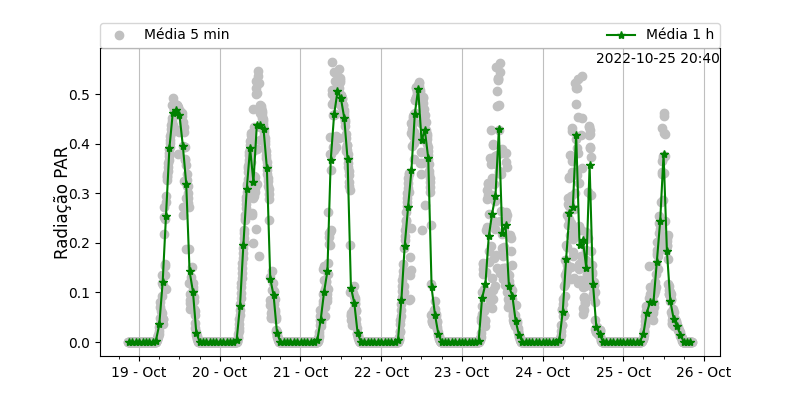 Média 5 min
Média 1 h
2022-10-25 20:40
Radiação PAR
0.5
0.4
0.3
0.2
0.1
0.0
19 - Oct
20 - Oct
21 - Oct
22 - Oct
23 - Oct
24 - Oct
25 - Oct
26 - Oct